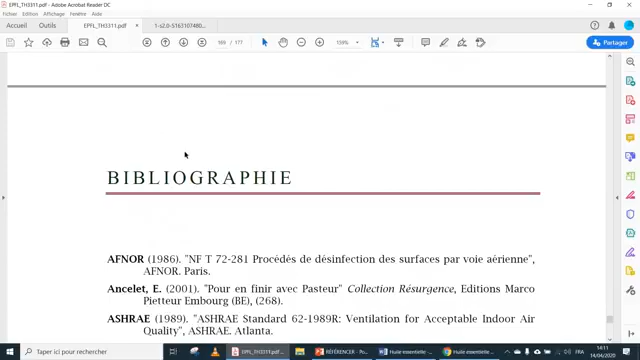 EPFL_TH3311.pdf - Adobe Acrobat Reader DC
Fichier Edition Affichage Fenêtre Aide
Accueil Outils EPFL_TH3311.pdf × 1-s2.0-S163107480...
169 / 177 159%
Partager
BIBLIOGRAPHIE
AFNOR (1986). "NF T 72-281 Procédés de désinfection des surfaces par voie aérienne",
AFNOR. Paris.
Ancelet, E. (2001). "Pour en finir avec Pasteur" Collection Résurgence, Editions Marco
Pietteur Embourg (BE), (268).
ASHRAE (1989). "ASHRAE Standard 62-1989R: Ventilation for Acceptable Indoor Air
Quality", ASHRAE. Atlanta.
Taper ici pour rechercher EPFL_TH3311.pdf - ... RÉFÉRENCER - Po... Huile essentielle - ... Huile essentielle - ... FRA 14:11
14/04/2020